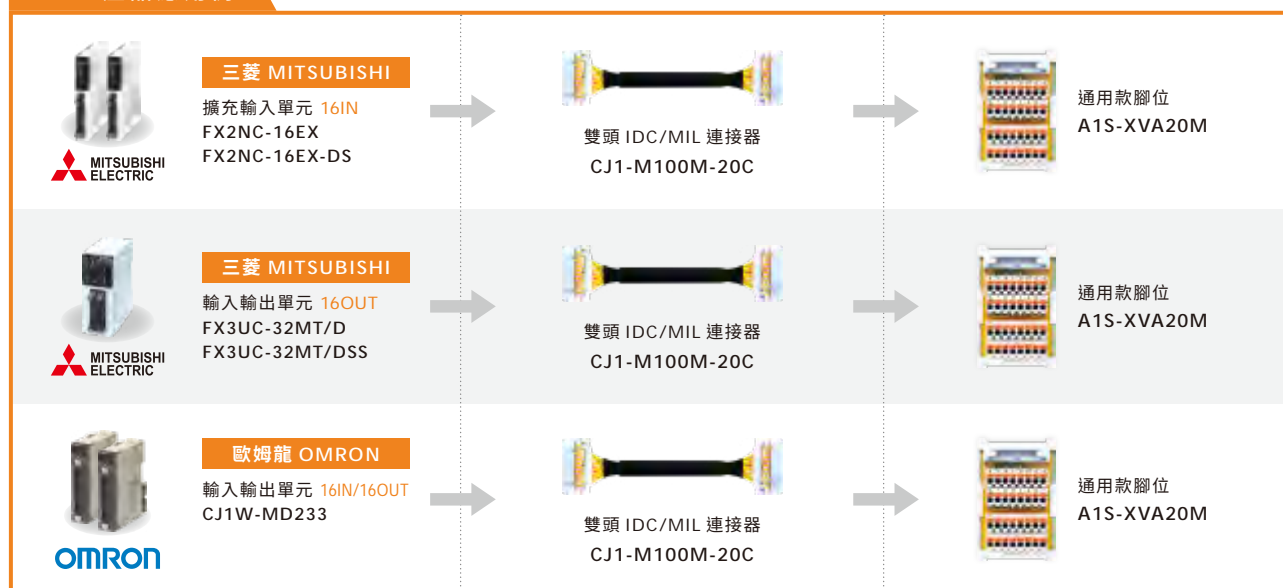 三菱 MITSUBISHI
擴充輸入單元 16IN
FX2NC-16EX
FX2NC-16EX-DS
MITSUBISHI
ELECTRIC
雙頭 IDC/MIL 連接器
CJ1-M100M-20C
通用款腳位
A1S-XVA20M
三菱 MITSUBISHI
輸入輸出單元 16OUT
FX3UC-32MT/D
FX3UC-32MT/DSS
MITSUBISHI
ELECTRIC
雙頭 IDC/MIL 連接器
CJ1-M100M-20C
通用款腳位
A1S-XVA20M
歐姆龍 OMRON
輸入輸出單元 16IN/16OUT
CJ1W-MD233
OMRON
雙頭 IDC/MIL 連接器
CJ1-M100M-20C
通用款腳位
A1S-XVA20M